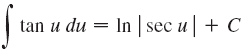 ∫ tan u du = ln | sec u | + C